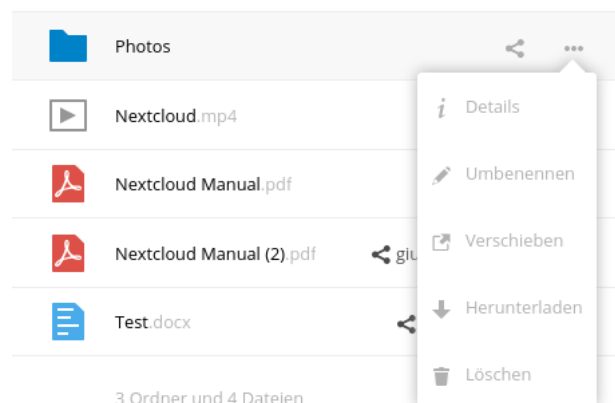 Photos
Details
Nextcloud.mp4
Umbenennen
Nextcloud Manual.pdf
Verschieben
Nextcloud Manual (2).pdf
giu
Herunterladen
Test.docx
Löschen
3 Ordner und 4 Dateien